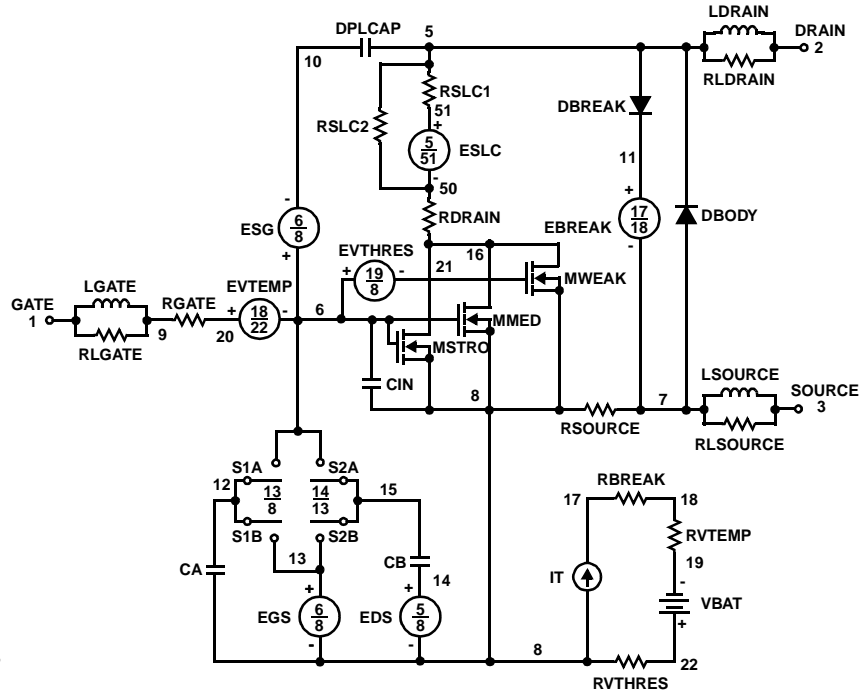 LDRAIN
DPLCAP 5 DRAIN
10 2
RLDRAIN
RSLC1
51
RSLC2
+
5
51
ESLC
-
50
DBREAK
11
+
17
18
EBREAK
-
DBODY
-
6
8
ESG
+
RDRAIN
16
EVTHRES
+ 19
8 -
21
MWEAK
LGATE
GATE
1
RLGATE
9
RGATE
20
EVTEMP
+ 18
22 -
6
MMED
MSTRO
CIN
8
RSOURCE
7
LSOURCE
SOURCE
3
RLSOURCE
S1A
S2A
12
13
8
14
13
15
S1B
S2B
13
CA
CB
14
+
6
8
EGS
-
+
5
8
EDS
-
RBREAK
17
18
RVTEMP
19
IT
-
VBAT
+
8
22
RVTHRES